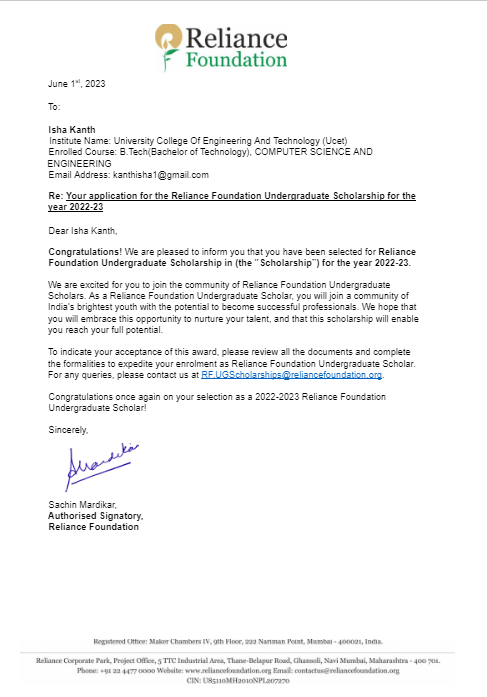 Reliance
Foundation
June 1st, 2023
To:
Isha Kanth
Institute Name: University College Of Engineering And Technology (Ucet)
Enrolled Course: B.Tech(Bachelor of Technology), COMPUTER SCIENCE AND
ENGINEERING
Email Address: kanthisha1@gmail.com
Re: Your application for the Reliance Foundation Undergraduate Scholarship for the
year 2022-23
Dear Isha Kanth,
Congratulations! We are pleased to inform you that you have been selected for Reliance
Foundation Undergraduate Scholarship in (the "Scholarship") for the year 2022-23.
We are excited for you to join the community of Reliance Foundation Undergraduate
Scholars. As a Reliance Foundation Undergraduate Scholar, you will join a community of
India's brightest youth with the potential to become successful professionals. We hope that
you will embrace this opportunity to nurture your talent, and that this scholarship will enable
you reach your full potential.
To indicate your acceptance of this award, please review all the documents and complete
the formalities to expedite your enrolment as Reliance Foundation Undergraduate Scholar.
For any queries, please contact us at RF.UGScholarships@reliancefoundation.org.
Congratulations once again on your selection as a 2022-2023 Reliance Foundation
Undergraduate Scholar!
Sincerely,
SMardikar
Sachin Mardikar,
Authorised Signatory,
Reliance Foundation
Registered Office: Maker Chambers IV, 9th Floor, 222 Nariman Point, Mumbai - 400021, India.
Reliance Corporate Park, Project Office, 5 TTC Industrial Area, Thane-Belapur Road, Ghansoli, Navi Mumbai, Maharashtra - 400 701.
Phone: +91 22 4477 0000 Website: www.reliancefoundation.org Email: contactus@reliancefoundation.org
CIN: U85110MH2010NPL207270